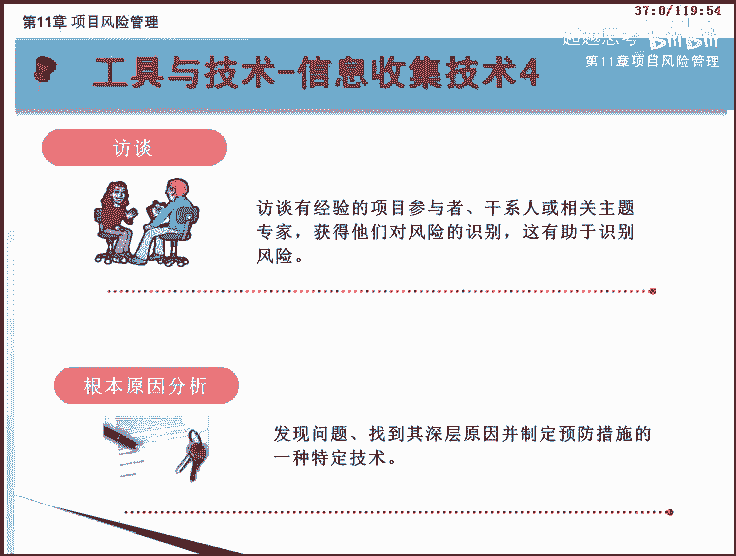 第11章 项目风险管理
37:0/119:54
第11章项目风险管理
工具与技术-信息收集技术4
访谈
访谈有经验的项目参与者、干系人或相关主题
专家，获得他们对风险的识别，这有助于识别
风险。
根本原因分析
发现问题、找到其深层原因并制定预防措施的
一种特定技术。